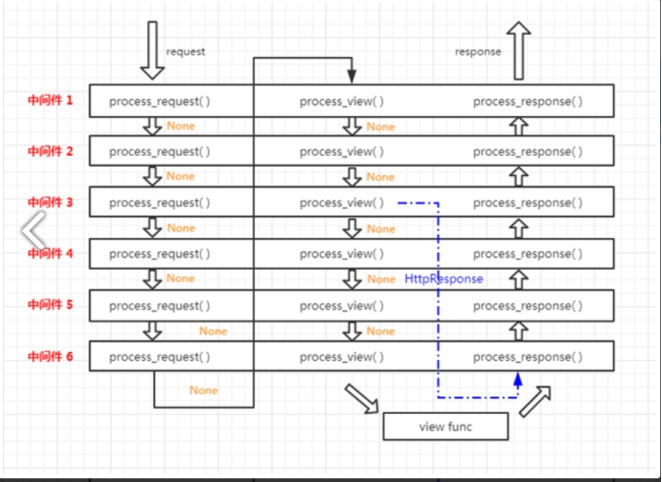 request
response
中间件 1
process_request( )
process_view( )
process_response( )
None
None
中间件 2
process_request( )
process_view( )
process_response( )
None
None
中间件 3
process_request( )
process_view( )
process_response( )
None
None
中间件 4
process_request( )
process_view( )
process_response( )
None
None
HttpResponse
中间件 5
process_request( )
process_view( )
process_response( )
None
None
中间件 6
process_request( )
process_view( )
process_response( )
None
view func